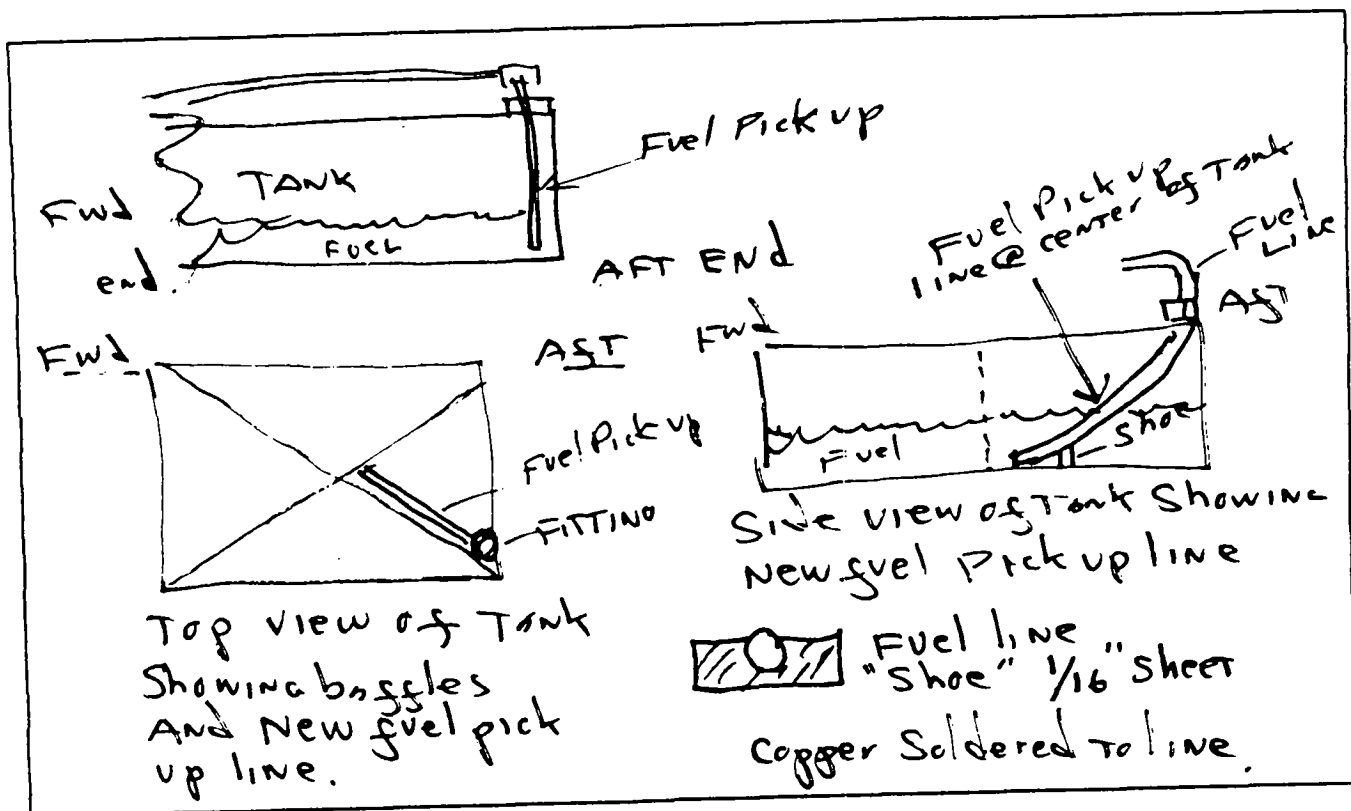 Fuel Pick up
TANK
Fwd
end.
FUEL
AFT END
Fuel Pick up
line @ center of Tank
Fuel
LINE
Aft
Fwd
Shoe
Fuel
Side view of Tank Showing
New fuel Pick up line
Fwd
Aft
Fuel Pick up
FITTING
Top view of Tank
Showing baffles
And New fuel pick
up line.
Fuel line
"Shoe" 1/16" Sheet
Copper Soldered To line.